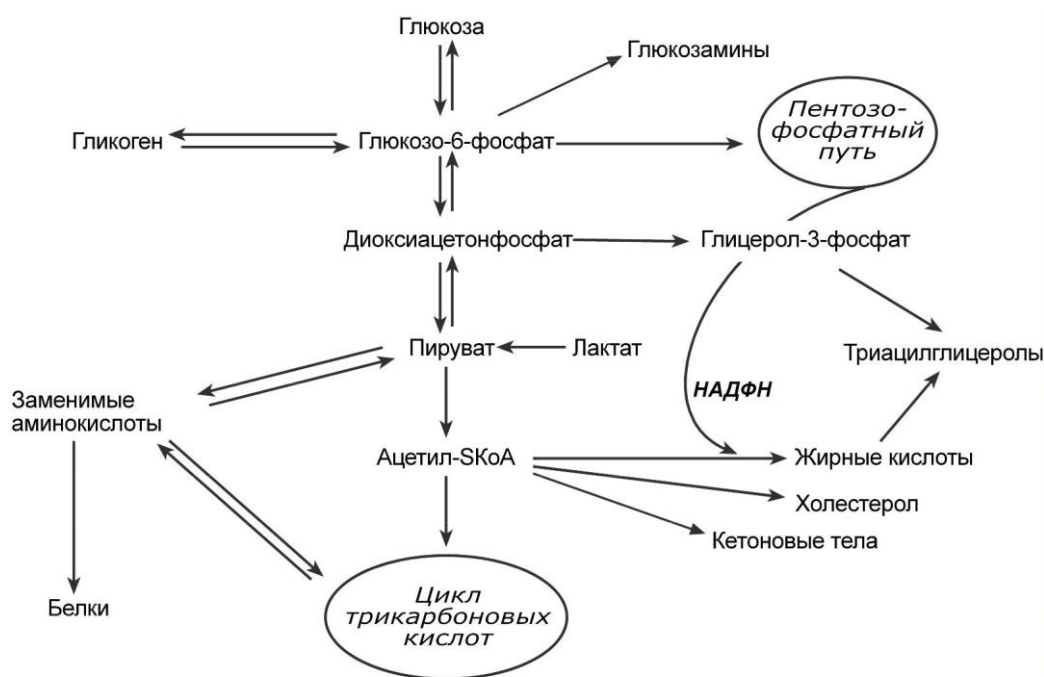 Глюкоза
Глюкозамины
Пентозо-
фосфатный
путь
Гликоген
Глюкозо-6-фосфат
Диоксиацетонфосфат
Глицерол-3-фосфат
Пируват
Лактат
Триацилглицеролы
НАДФН
Заменимые
аминокислоты
Ацетил-SКоА
Жирные кислоты
Холестерол
Кетоновые тела
Белки
Цикл
трикарбоновых
кислот